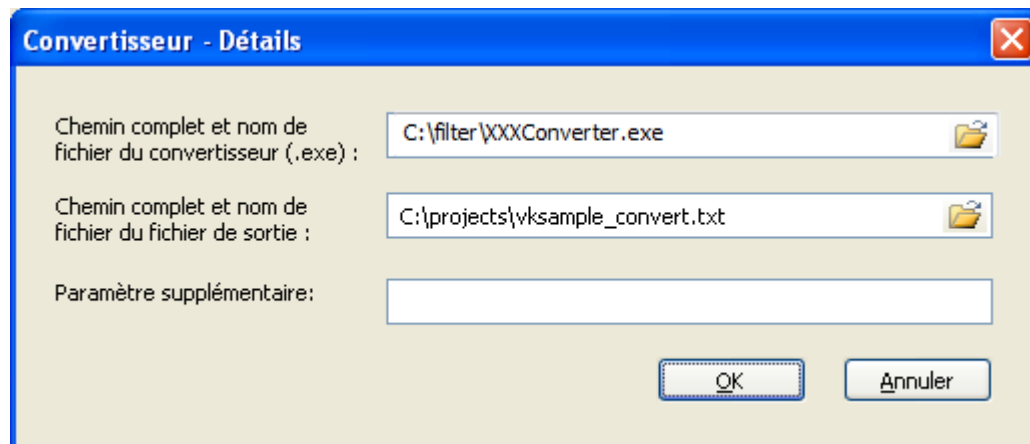 Convertisseur - Détails
Chemin complet et nom de
fichier du convertisseur (.exe) :
C:\filter\XXXConverter.exe
Chemin complet et nom de
fichier du fichier de sortie :
C:\projects\vksample_convert.txt
Paramètre supplémentaire:
OK
Annuler